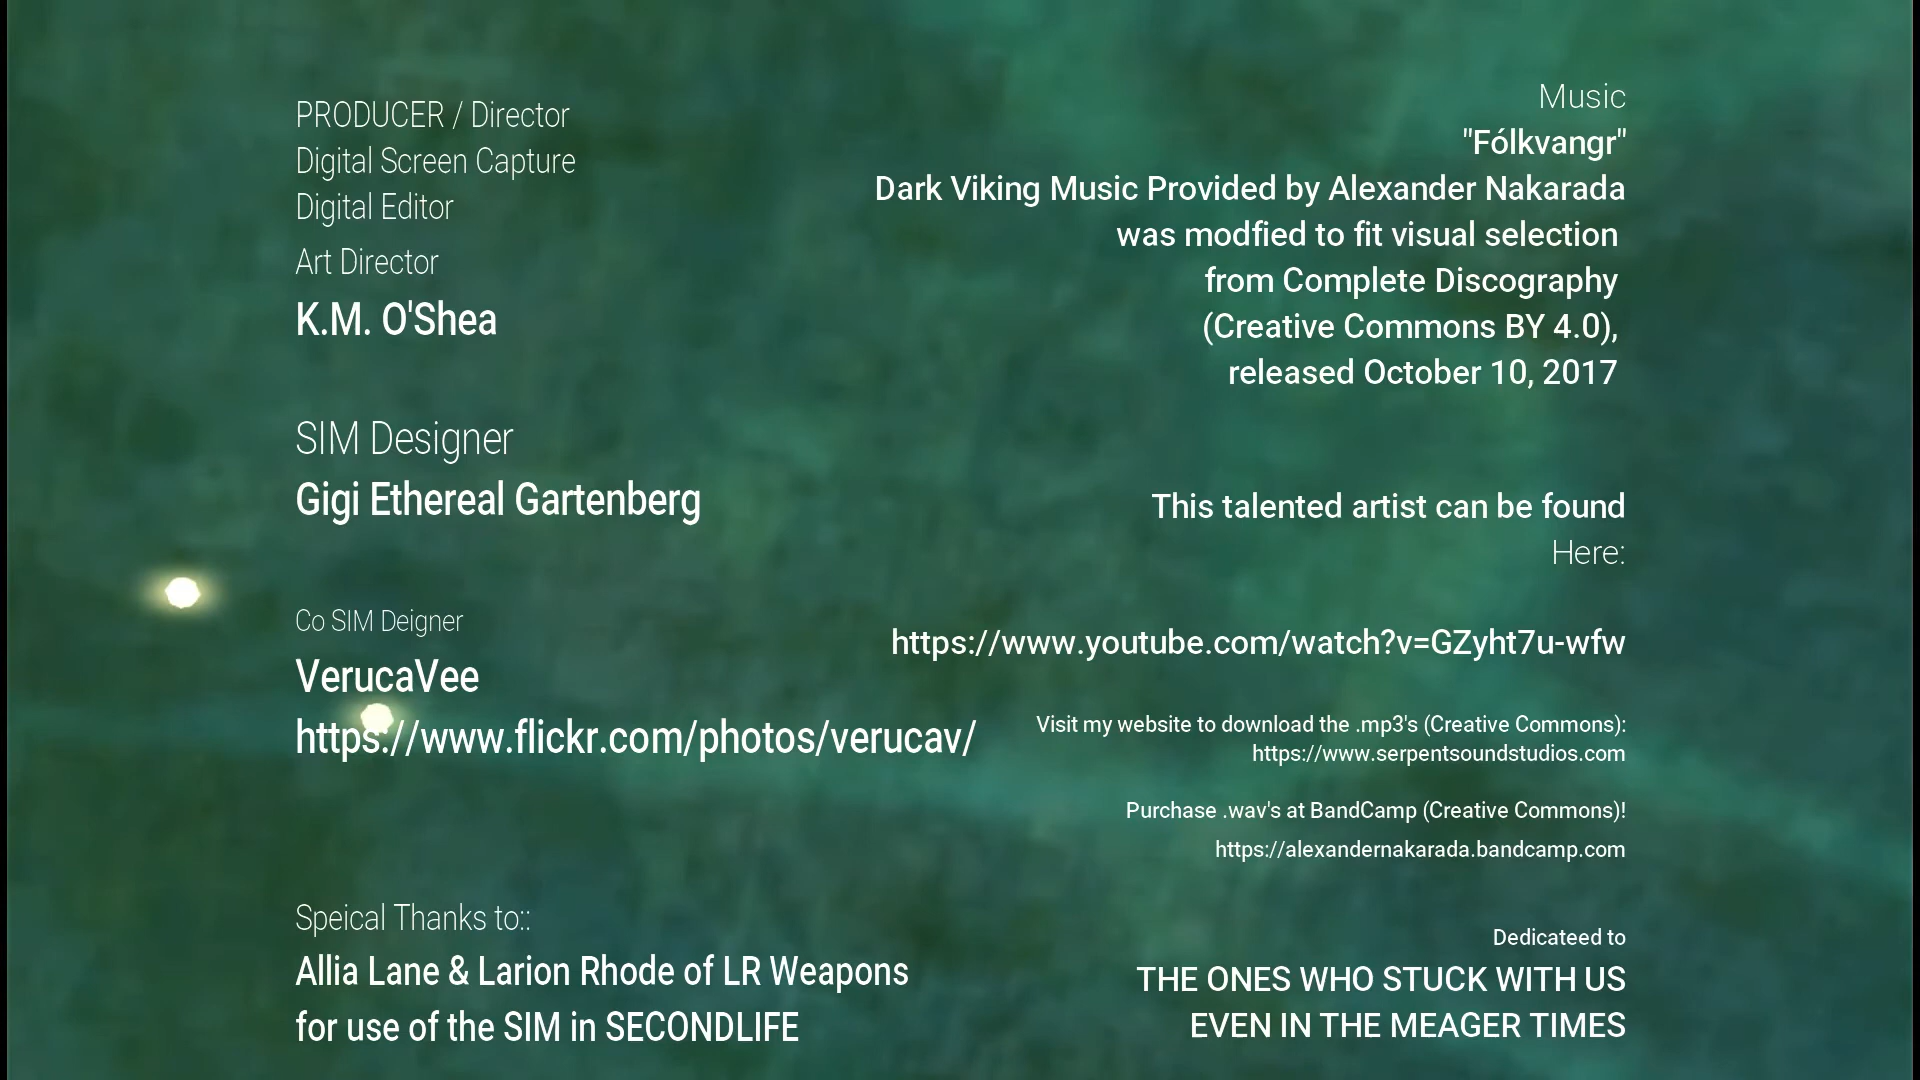 PRODUCER / Director
Digital Screen Capture
Digital Editor
Art Director
K.M. O'Shea
SIM Designer
Gigi Ethereal Gartenberg
Co SIM Deigner
VerucaVee
https://www.flickr.com/photos/verucav/
Speical Thanks to::
Allia Lane & Larion Rhode of LR Weapons
for use of the SIM in SECONDLIFE
Music
"Fólkvangr"
Dark Viking Music Provided by Alexander Nakarada
was modfied to fit visual selection
from Complete Discography
(Creative Commons BY 4.0),
released October 10, 2017
This talented artist can be found
Here:
https://www.youtube.com/watch?v=GZyht7u-wfw
Visit my website to download the .mp3's (Creative Commons):
https://www.serpentsoundstudios.com
Purchase .wav's at BandCamp (Creative Commons)!
https://alexandernakarada.bandcamp.com
Dedicateed to
THE ONES WHO STUCK WITH US
EVEN IN THE MEAGER TIMES